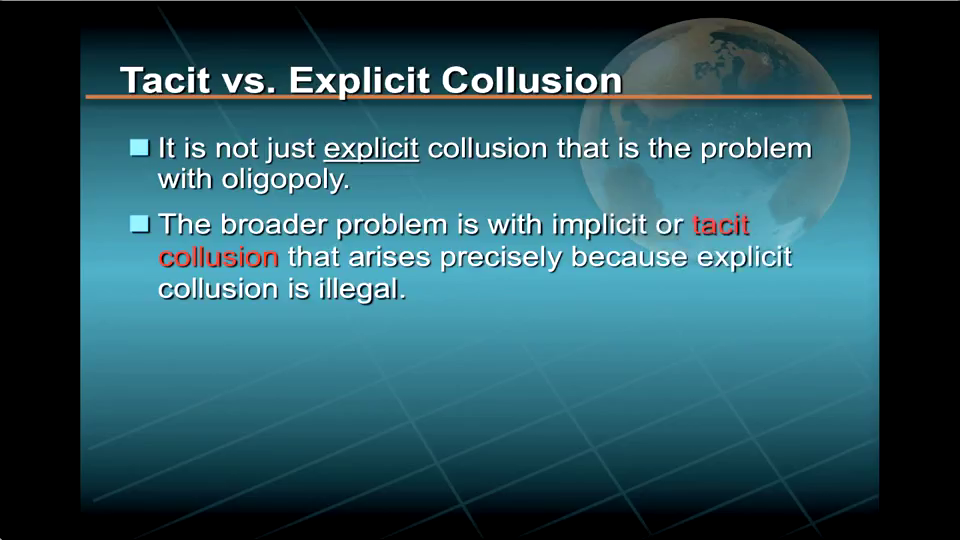 Tacit vs. Explicit Collusion
It is not just explicit collusion that is the problem
with oligopoly.
The broader problem is with implicit or tacit
collusion that arises precisely because explicit
collusion is illegal.